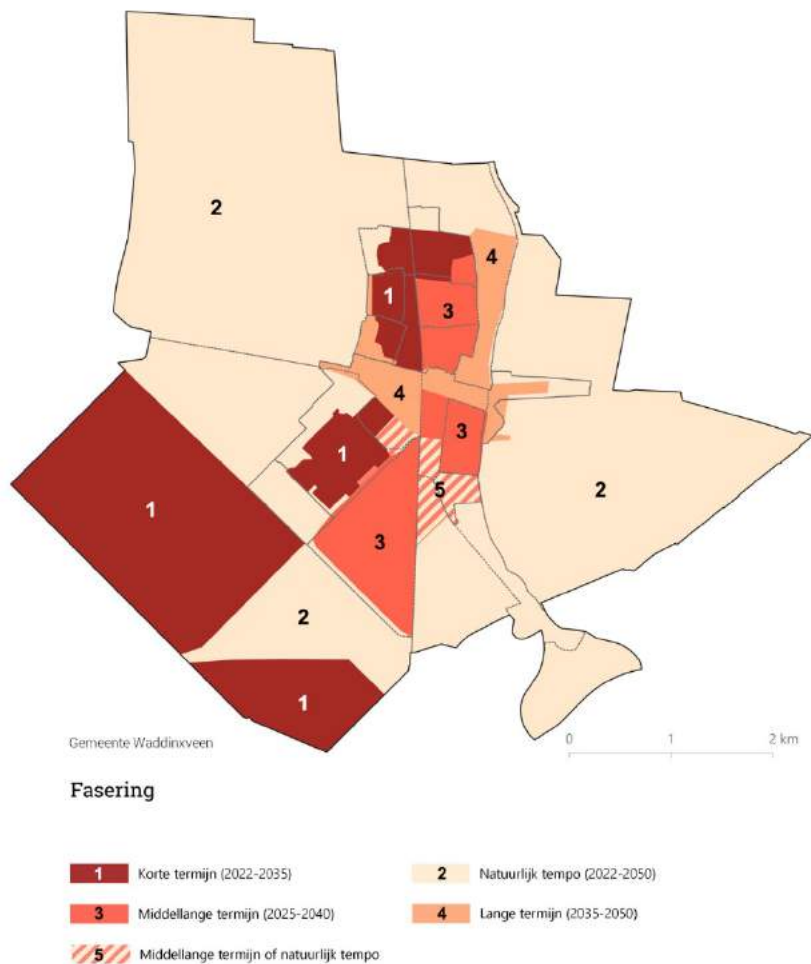 2
4
1
3
4
3
1
5
2
1
3
2
1
Gemeente Waddinxveen
0 1 2 km
Fasering
1 Korte termijn (2022-2035)
2 Natuurlijk tempo (2022-2050)
3 Middellange termijn (2025-2040)
4 Lange termijn (2035-2050)
5 Middellange termijn of natuurlijk tempo